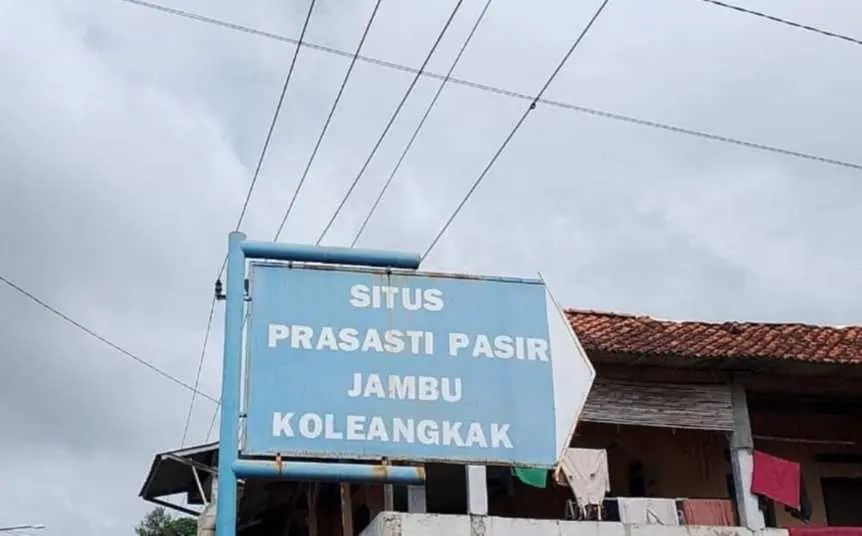 SITUS
PRASASTI PASIR
JAMBU
KOLEANGKAK